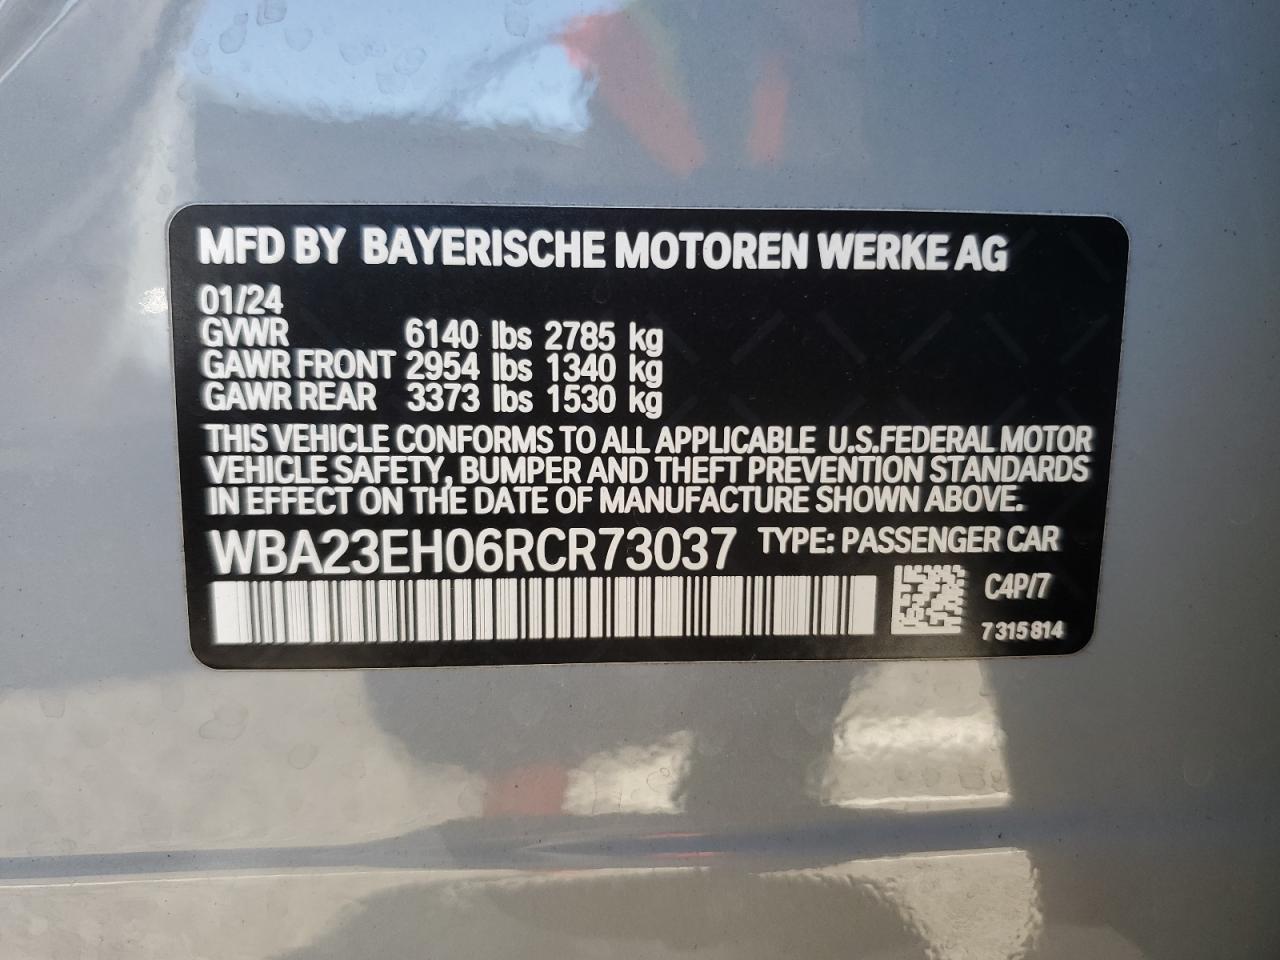 MFD BY BAYERISCHE MOTOREN WERKE AG
01/24
GVWR 6140 lbs 2785 kg
GAWR FRONT 2954 lbs 1340 kg
GAWR REAR 3373 lbs 1530 kg
THIS VEHICLE CONFORMS TO ALL APPLICABLE U.S.FEDERAL MOTOR
VEHICLE SAFETY, BUMPER AND THEFT PREVENTION STANDARDS
IN EFFECT ON THE DATE OF MANUFACTURE SHOWN ABOVE.
WBA23EH06RCR73037 TYPE: PASSENGER CAR
C4P/7
7 315 814